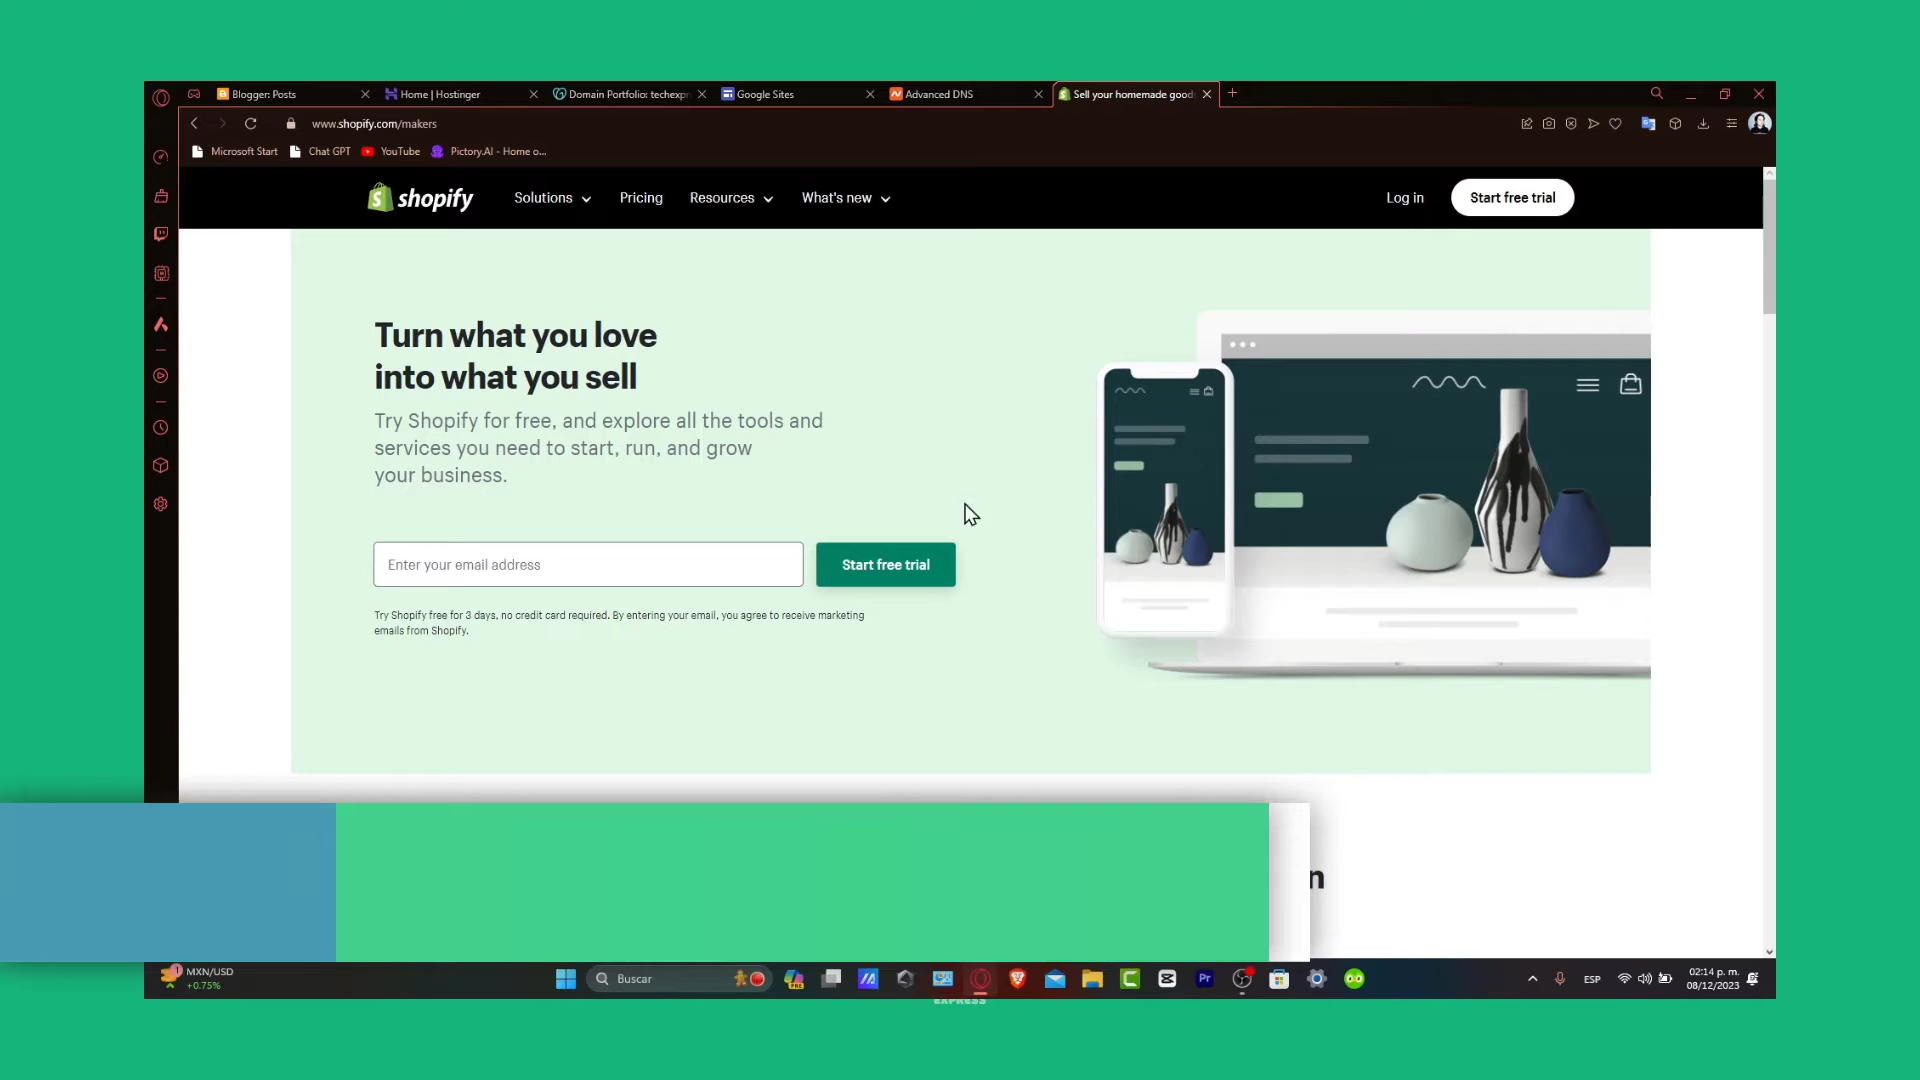 Blogger: Posts
Home | Hostinger
Domain Portfolio: techexpr
Google Sites
Advanced DNS
Sell your homemade good
www.shopify.com/makers
Microsoft Start
Chat GPT
YouTube
Pictory.AI - Home o...
shopify
Solutions
Pricing
Resources
What's new
Log in
Start free trial
Turn what you love
into what you sell
Try Shopify for free, and explore all the tools and
services you need to start, run, and grow
your business.
Enter your email address
Start free trial
Try Shopify free for 3 days, no credit card required. By entering your email, you agree to receive marketing
emails from Shopify.
n
1
MXN/USD
+0.75%
Buscar
PRE
Pr
ESP
02:14 p. m.
08/12/2023
EXPRESS